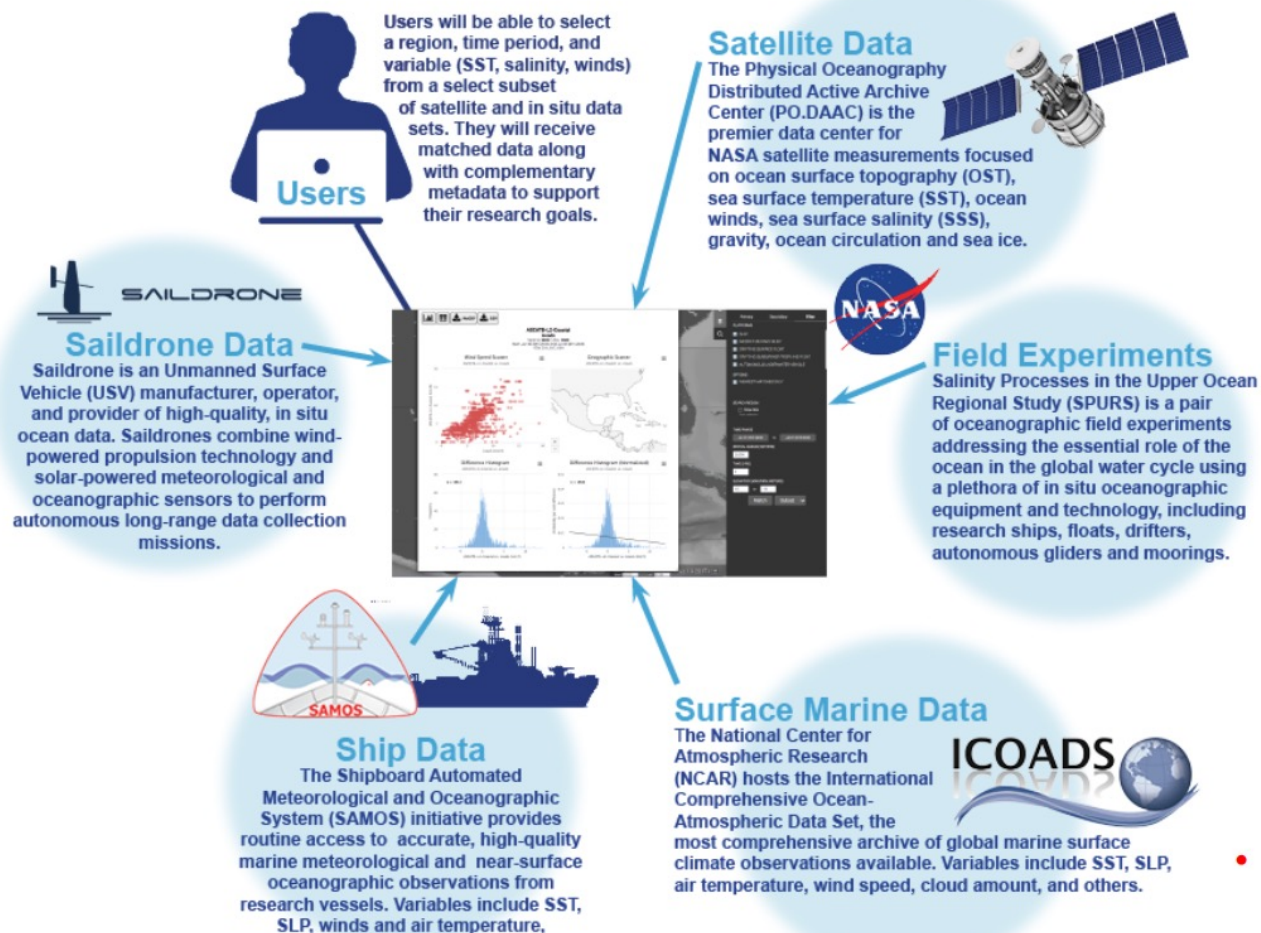 Users will be able to select
a region, time period, and
variable (SST, salinity, winds)
from a select subset
of satellite and in situ data
sets. They will receive
matched data along
with complementary
metadata to support
their research goals.
Users
Satellite Data
The Physical Oceanography
Distributed Active Archive
Center (PO.DAAC) is the
premier data center for
NASA satellite measurements focused
on ocean surface topography (OST),
sea surface temperature (SST), ocean
winds, sea surface salinity (SSS),
gravity, ocean circulation and sea ice.
SAILDRONE
Saildrone Data
Saildrone is an Unmanned Surface
Vehicle (USV) manufacturer, operator,
and provider of high-quality, in situ
ocean data. Saildrones combine wind-
powered propulsion technology and
solar-powered meteorological and
oceanographic sensors to perform
autonomous long-range data collection
missions.
Wind Speed Scatter
Geographic Scatter
Difference Histogram
Difference Histogram (Normalized)
NASA
Field Experiments
Salinity Processes in the Upper Ocean
Regional Study (SPURS) is a pair
of oceanographic field experiments
addressing the essential role of the
ocean in the global water cycle using
a plethora of in situ oceanographic
equipment and technology, including
research ships, floats, drifters,
autonomous gliders and moorings.
SAMOS
Ship Data
The Shipboard Automated
Meteorological and Oceanographic
System (SAMOS) initiative provides
routine access to accurate, high-quality
marine meteorological and near-surface
oceanographic observations from
research vessels. Variables include SST,
SLP, winds and air temperature,
Surface Marine Data
The National Center for
Atmospheric Research
(NCAR) hosts the International
Comprehensive Ocean-
Atmospheric Data Set, the
most comprehensive archive of global marine surface
climate observations available. Variables include SST, SLP,
air temperature, wind speed, cloud amount, and others.
ICOADS